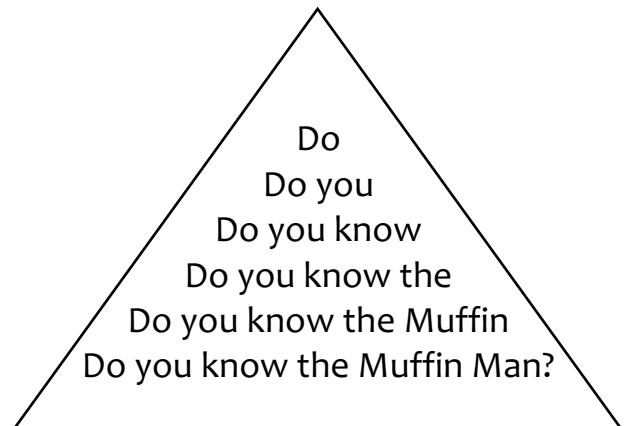 Do
Do you
Do you know
Do you know the
Do you know the Muffin
Do you know the Muffin Man?